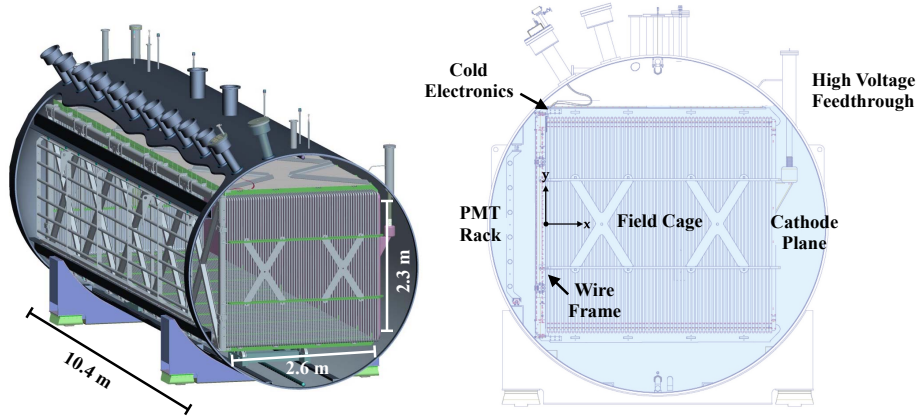 10.4 m
2.6 m
2.3 m
Cold
Electronics
High Voltage
Feedthrough
PMT
Rack
y
x
Field Cage
Cathode
Plane
Wire
Frame